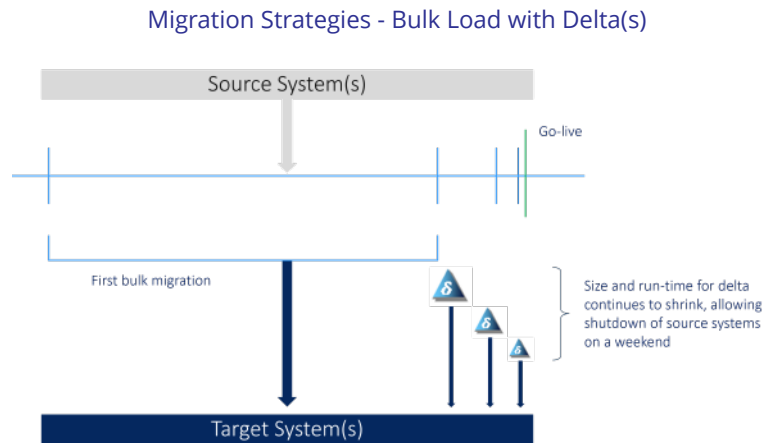 Migration Strategies - Bulk Load with Delta(s)
Source System(s)
Go-live
First bulk migration
δ
δ
δ
Size and run-time for delta
continues to shrink, allowing
shutdown of source systems
on a weekend
Target System(s)